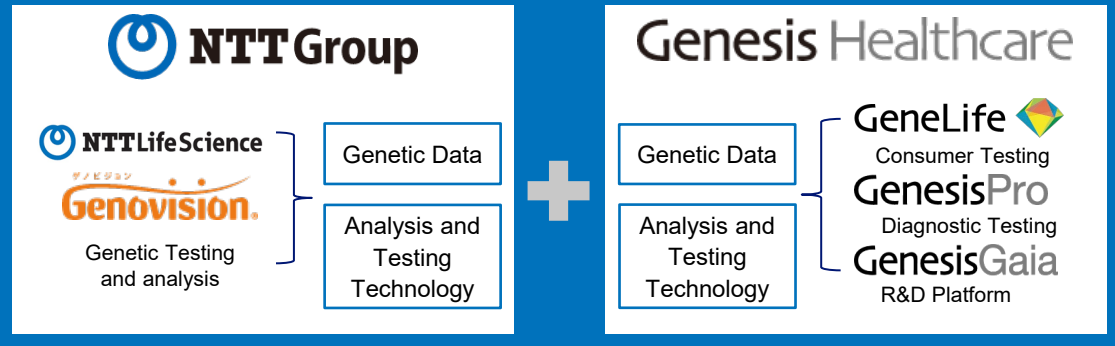 NTT Group
NTT Life Science
ゲノビジョン
Genovision.
Genetic Testing
and analysis
Genetic Data
Analysis and
Testing
Technology
Genesis Healthcare
Genetic Data
Analysis and
Testing
Technology
GeneLife
Consumer Testing
GenesisPro
Diagnostic Testing
GenesisGaia
R&D Platform